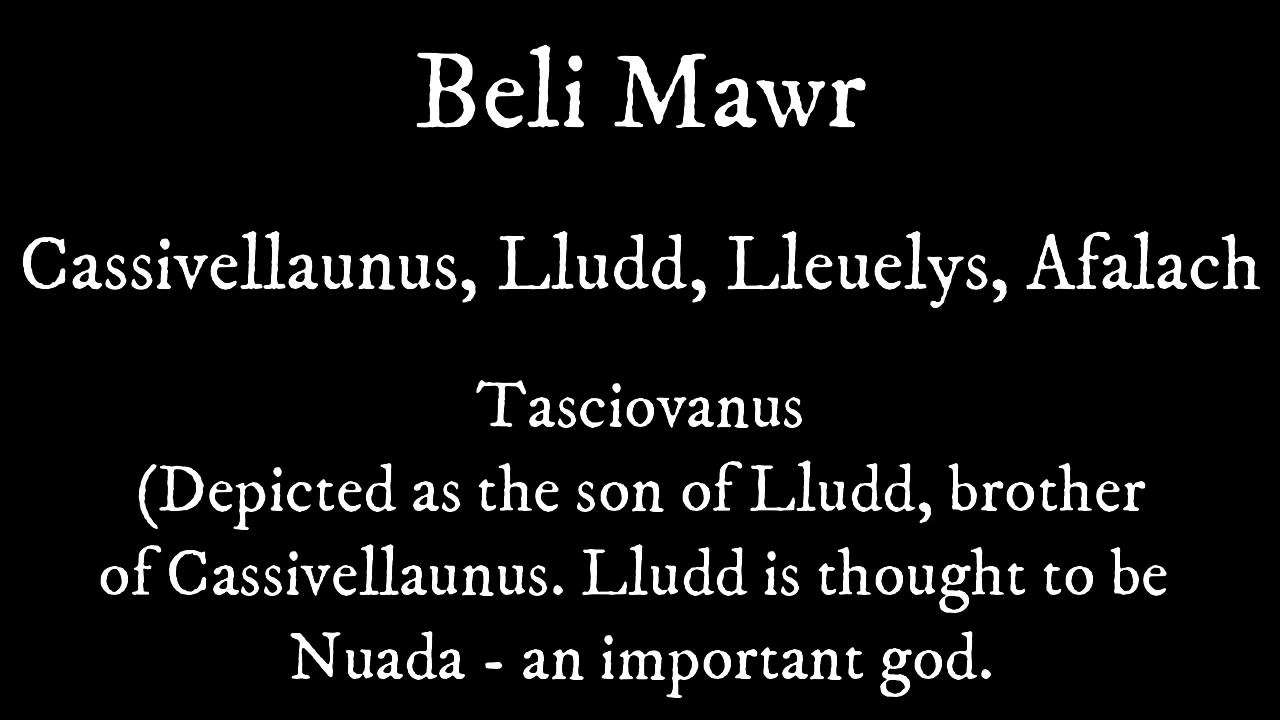 Beli Mawr
Cassivellaunus, Lludd, Lleuelys, Afalach
Tasciovanus
(Depicted as the son of Lludd, brother
of Cassivellaunus. Lludd is thought to be
Nuada - an important god.